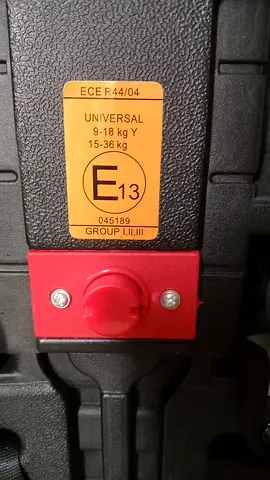 ECE R44/04
UNIVERSAL
9-18 kg Y
15-36 kg
E13
045189
GROUP I,II,III